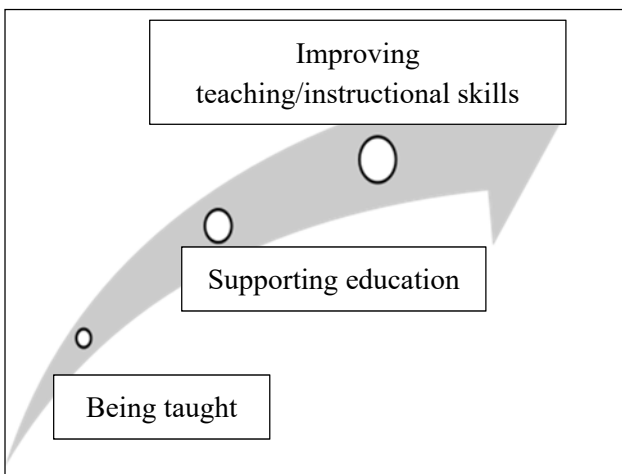 Improving
teaching/instructional skills
Supporting education
Being taught